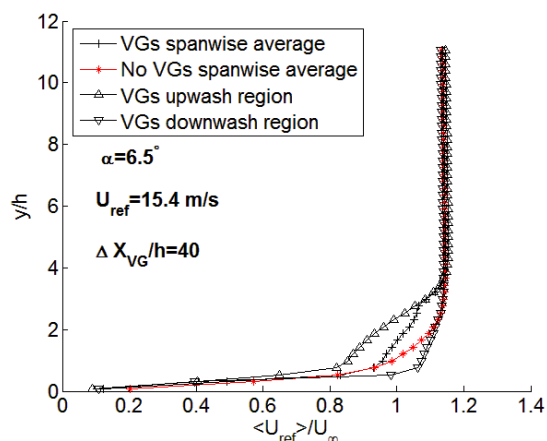 12
VGs spanwise average
No VGs spanwise average
10
VGs upwash region
VGs downwash region
8
α=6.5°
y/h
6
U_ref=15.4 m/s
Δ X_VG/h=40
4
2
0
0 0.2 0.4 0.6 0.8 1 1.2 1.4
<U_ref>/U_∞